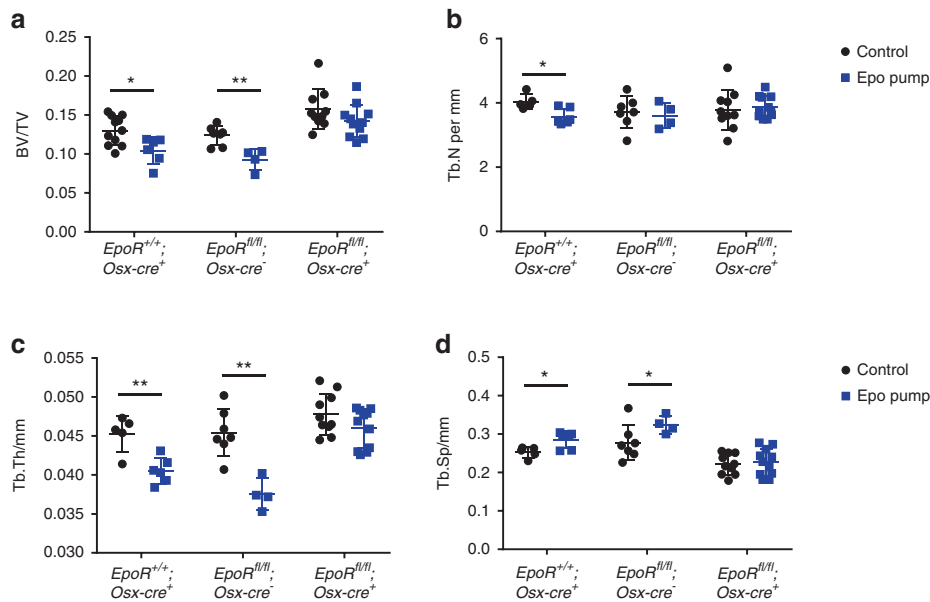 a
BV/TV
0.25
0.20
0.15
0.10
0.05
0.00
*
**
EpoR+/+;
Osx-cre+
EpoRfl/fl;
Osx-cre-
EpoRfl/fl;
Osx-cre+
b
Tb.N per mm
6
4
2
0
*
EpoR+/+;
Osx-cre+
EpoRfl/fl;
Osx-cre-
EpoRfl/fl;
Osx-cre+
Control
Epo pump
c
Tb.Th/mm
0.055
0.050
0.045
0.040
0.035
0.030
**
**
EpoR+/+;
Osx-cre+
EpoRfl/fl;
Osx-cre-
EpoRfl/fl;
Osx-cre+
d
Tb.Sp/mm
0.5
0.4
0.3
0.2
0.1
0.0
*
*
EpoR+/+;
Osx-cre+
EpoRfl/fl;
Osx-cre-
EpoRfl/fl;
Osx-cre+
Control
Epo pump